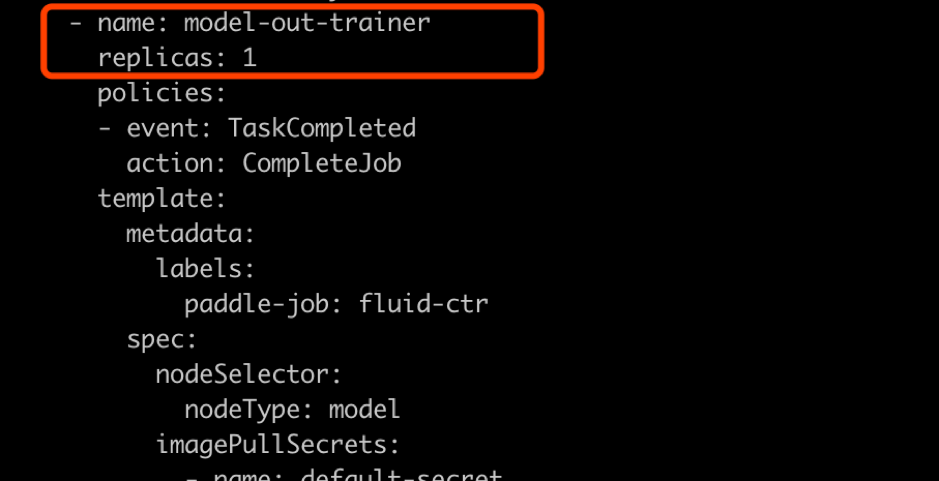 - name: model-out-trainer
replicas: 1
policies:
- event: TaskCompleted
action: CompleteJob
template:
metadata:
labels:
paddle-job: fluid-ctr
spec:
nodeSelector:
nodeType: model
imagePullSecrets:
- name: default-secret